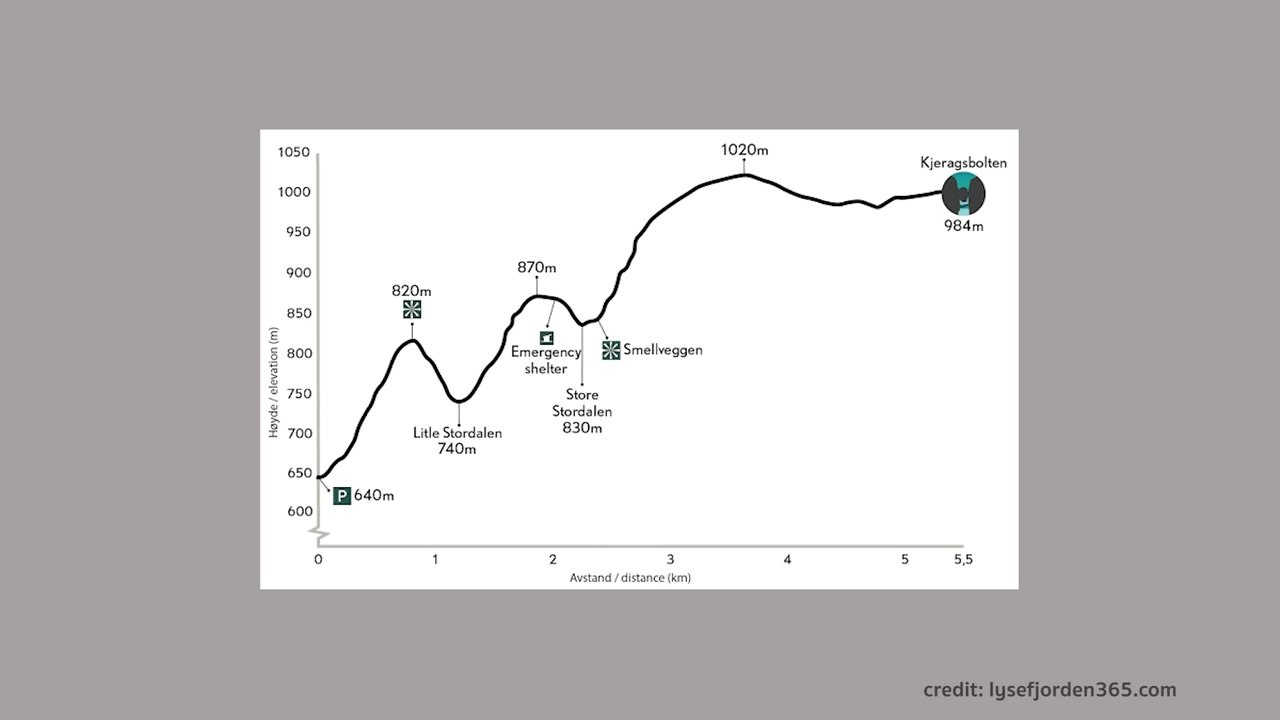 1050
1000
950
900
850
800
750
700
650
600
Høyde / elevation (m)
P 640m
820m
Litle Stordalen
740m
870m
Emergency
shelter
Store
Stordalen
830m
Smellveggen
1020m
Kjeragsbolten
984m
0 1 2 3 4 5 5,5
Avstand / distance (km)
credit: lysefjorden365.com